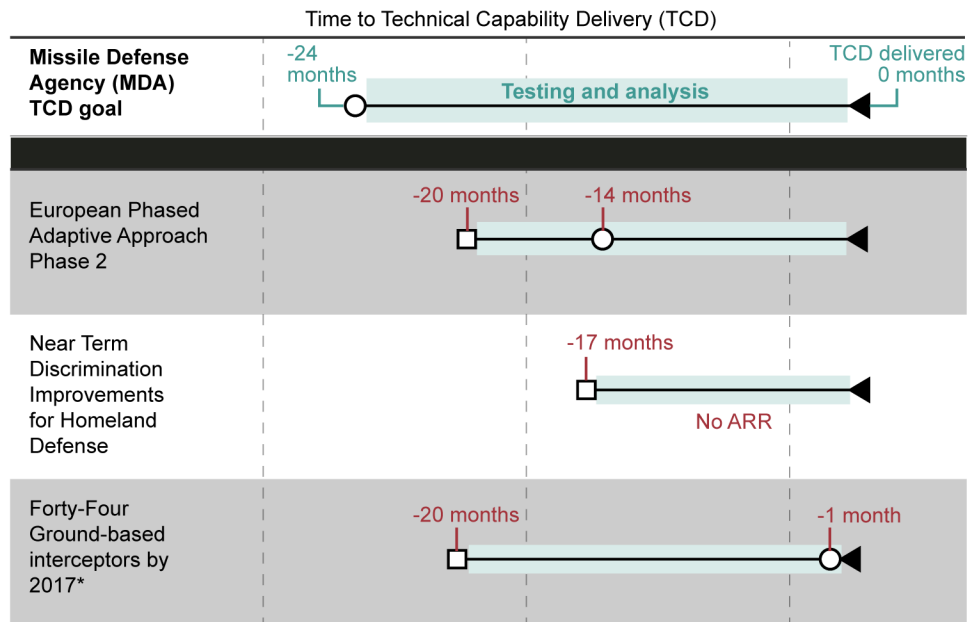 Time to Technical Capability Delivery (TCD)
Missile Defense
Agency (MDA)
TCD goal
-24
months
Testing and analysis
TCD delivered
0 months
European Phased
Adaptive Approach
Phase 2
-20 months
-14 months
Near Term
Discrimination
Improvements
for Homeland
Defense
-17 months
No ARR
Forty-Four
Ground-based
interceptors by
2017*
-20 months
-1 month